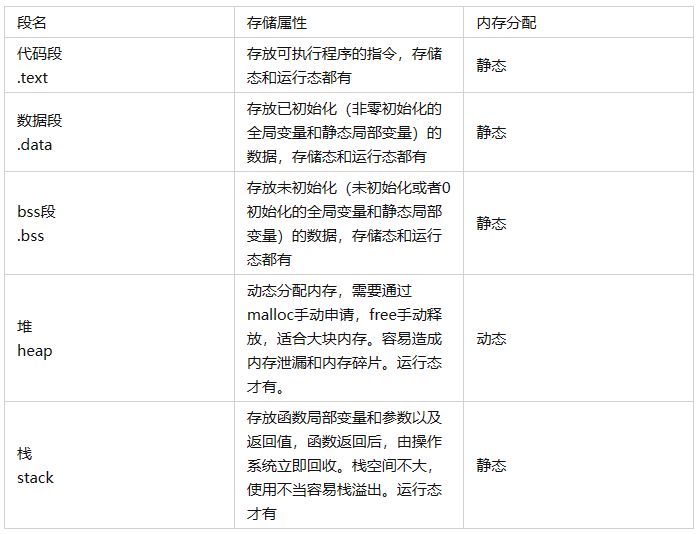 段名 存储属性 内存分配
代码段
.text
存放可执行程序的指令，存储
态和运行态都有
静态
数据段
.data
存放已初始化（非零初始化的
全局变量和静态局部变量）的
数据，存储态和运行态都有
静态
bss段
.bss
存放未初始化（未初始化或者0
初始化的全局变量和静态局部
变量）的数据，存储态和运行
态都有
静态
堆
heap
动态分配内存，需要通过
malloc手动申请，free手动释
放，适合大块内存。容易造成
内存泄漏和内存碎片。运行态
才有。
动态
栈
stack
存放函数局部变量和参数以及
返回值，函数返回后，由操作
系统立即回收。栈空间不大，
使用不当容易栈溢出。运行态
才有
静态